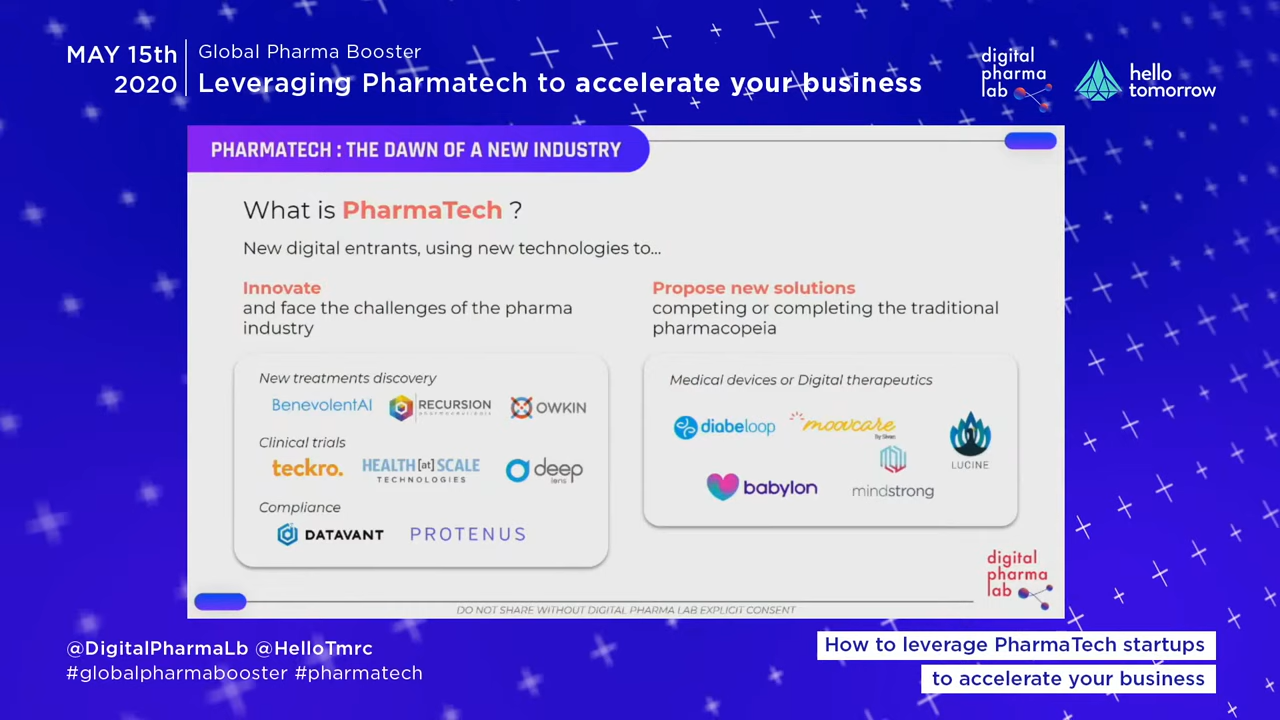 MAY 15th
2020
Global Pharma Booster
Leveraging Pharmatech to accelerate your business
digital
pharma
lab
hello
tomorrow
PHARMATECH : THE DAWN OF A NEW INDUSTRY
What is PharmaTech ?
New digital entrants, using new technologies to...
Innovate
and face the challenges of the pharma
industry
New treatments discovery
BenevolentAI
RECURSION
PHARMACEUTICALS
OWKIN
Clinical trials
teckro.
HEALTH [at] SCALE
TECHNOLOGIES
deep
lens
Compliance
DATAVANT
PROTENUS
Propose new solutions
competing or completing the traditional
pharmacopeia
Medical devices or Digital therapeutics
diabeloop
moovcare
by Sivan
LUCINE
babylon
mindstrong
digital
pharma
lab
DO NOT SHARE WITHOUT DIGITAL PHARMA LAB EXPLICIT CONSENT
@DigitalPharmaLb @HelloTmrc
#globalpharmabooster #pharmatech
How to leverage PharmaTech startups
to accelerate your business